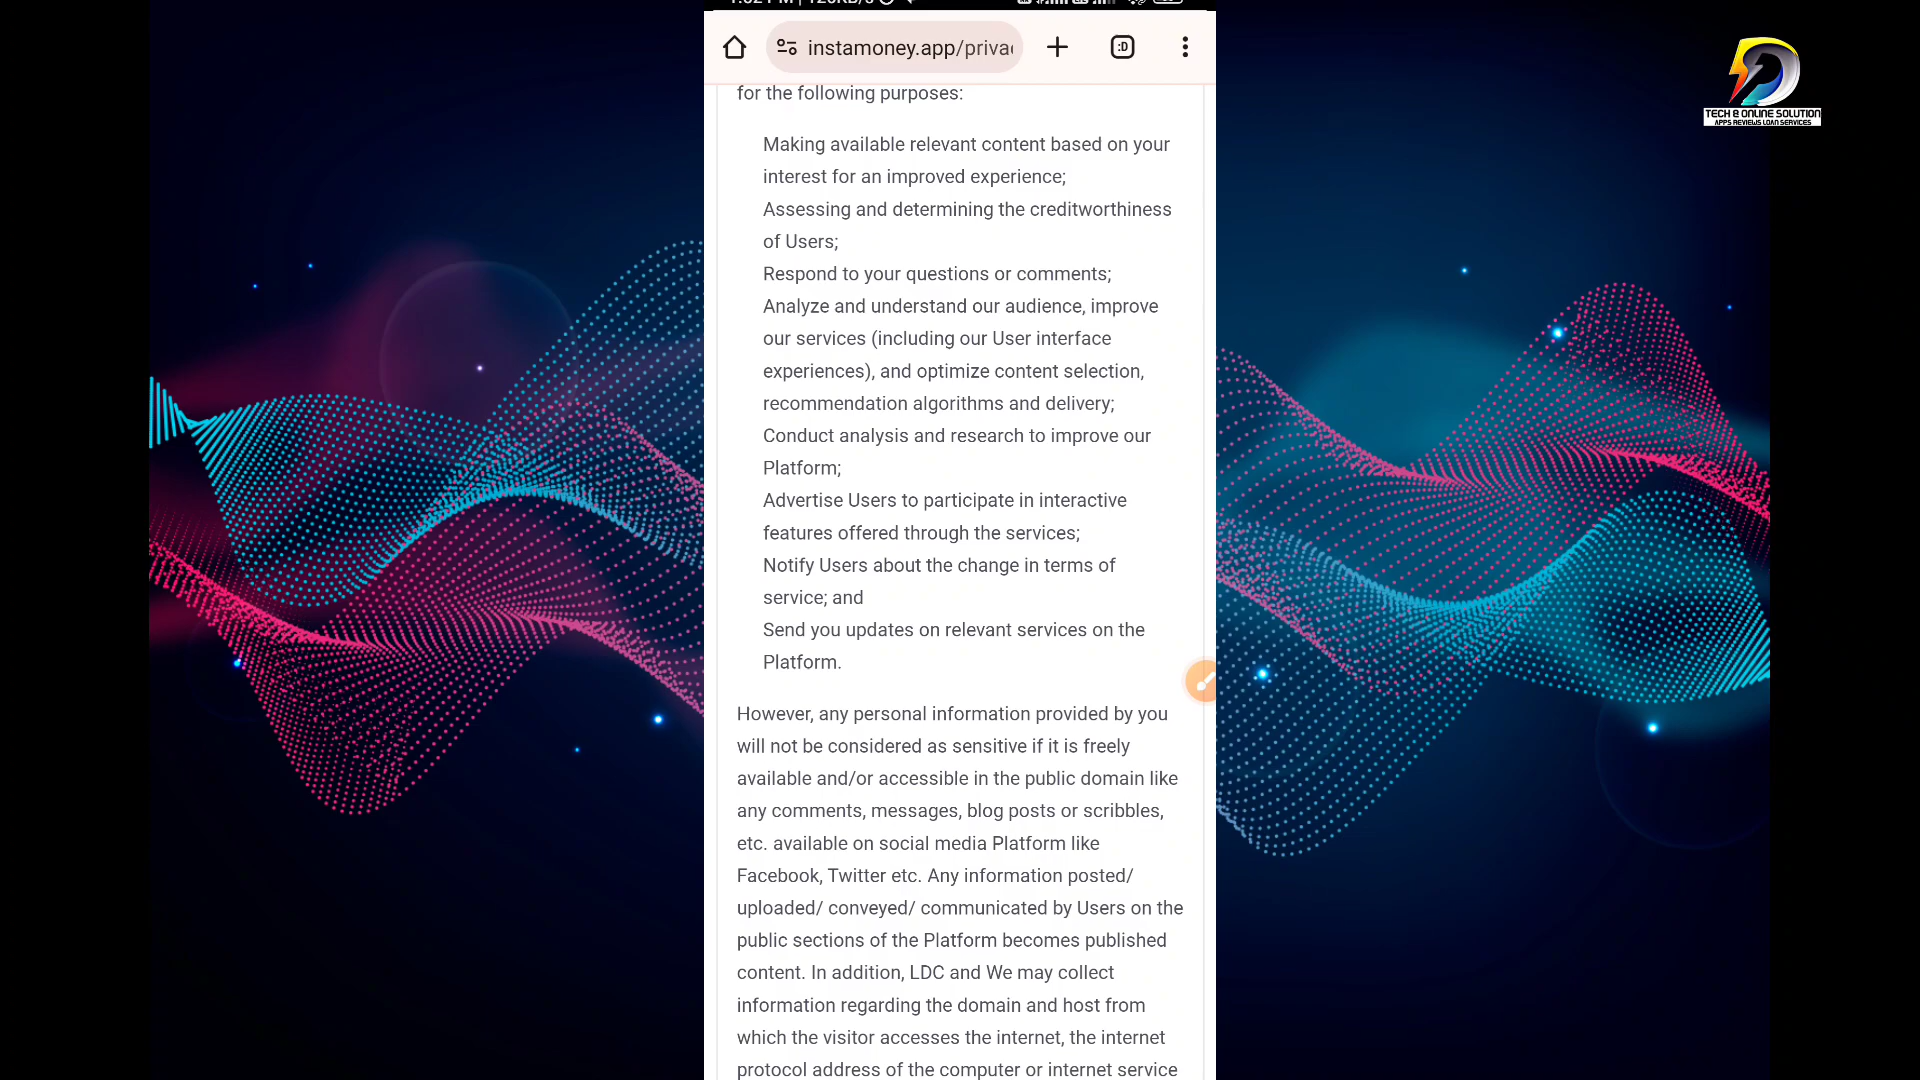 instamoney.app/priva
for the following purposes:
Making available relevant content based on your
interest for an improved experience;
Assessing and determining the creditworthiness
of Users;
Respond to your questions or comments;
Analyze and understand our audience, improve
our services (including our User interface
experiences), and optimize content selection,
recommendation algorithms and delivery;
Conduct analysis and research to improve our
Platform;
Advertise Users to participate in interactive
features offered through the services;
Notify Users about the change in terms of
service; and
Send you updates on relevant services on the
Platform.
However, any personal information provided by you
will not be considered as sensitive if it is freely
available and/or accessible in the public domain like
any comments, messages, blog posts or scribbles,
etc. available on social media Platform like
Facebook, Twitter etc. Any information posted/
uploaded/ conveyed/ communicated by Users on the
public sections of the Platform becomes published
content. In addition, LDC and We may collect
information regarding the domain and host from
which the visitor accesses the internet, the internet
protocol address of the computer or internet service
TECH & ONLINE SOLUTION
APPS REVIEWS LOAN SERVICES